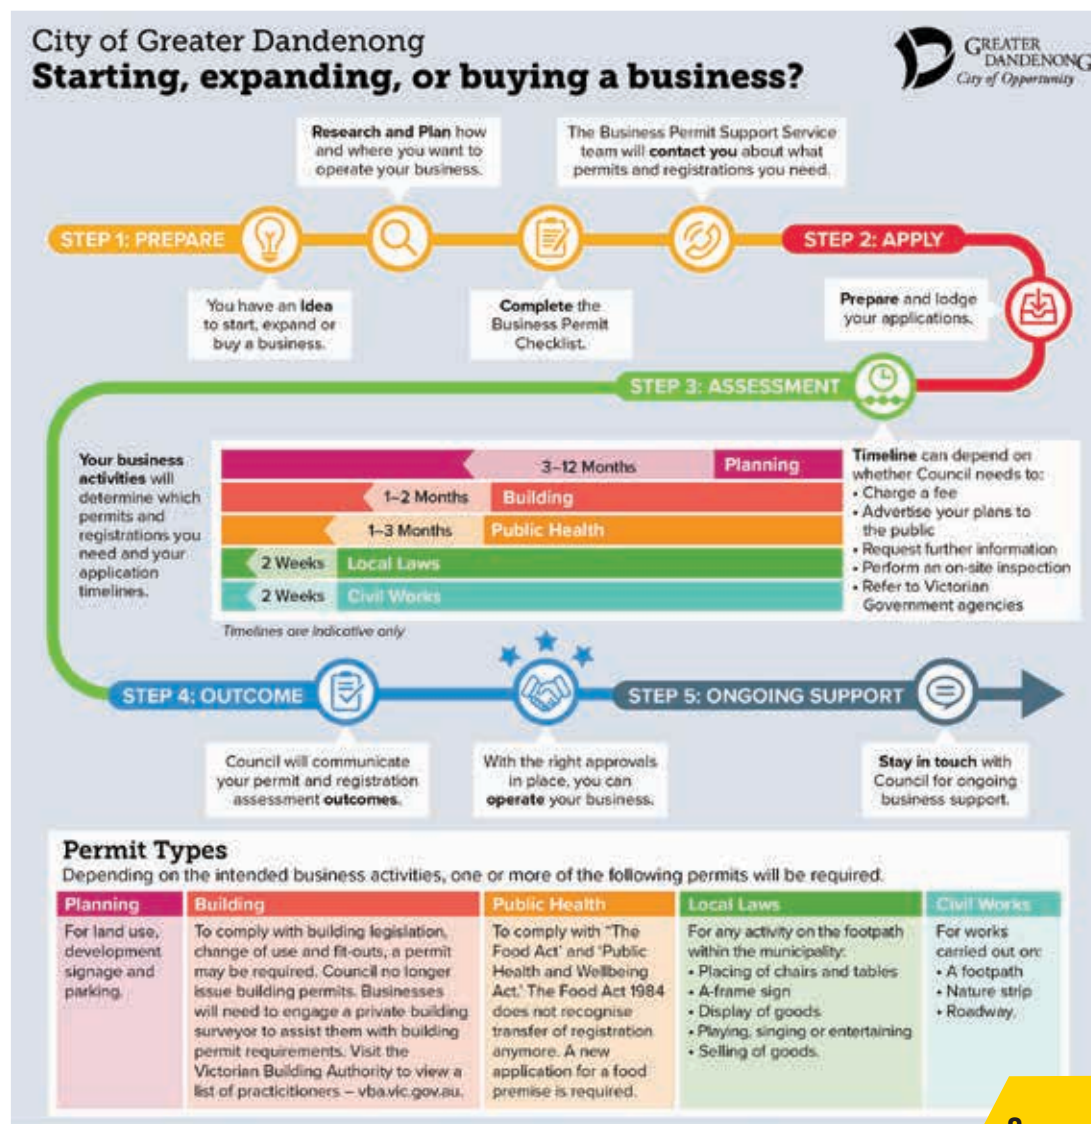 City of Greater Dandenong
Starting, expanding, or buying a business?
GREATER
DANDENONG
City of Opportunity
Research and Plan how
and where you want to
operate your business.
The Business Permit Support Service
team will contact you about what
permits and registrations you need.
STEP 1: PREPARE
STEP 2: APPLY
You have an Idea
to start, expand or
buy a business.
Complete the
Business Permit
Checklist.
Prepare and lodge
your applications.
STEP 3: ASSESSMENT
Your business
activities will
determine which
permits and
registrations you
need and your
application
timelines.
3–12 Months Planning
1–2 Months Building
1–3 Months Public Health
2 Weeks Local Laws
2 Weeks Civil Works
Timelines are indicative only
Timeline can depend on
whether Council needs to:
• Charge a fee
• Advertise your plans to
the public
• Request further information
• Perform an on-site inspection
• Refer to Victorian
Government agencies
STEP 4: OUTCOME
STEP 5: ONGOING SUPPORT
Council will communicate
your permit and registration
assessment outcomes.
With the right approvals
in place, you can
operate your business.
Stay in touch with
Council for ongoing
business support.
Permit Types
Depending on the intended business activities, one or more of the following permits will be required.
Planning
For land use,
development
signage and
parking.
Building
To comply with building legislation,
change of use and fit-outs, a permit
may be required. Council no longer
issue building permits. Businesses
will need to engage a private building
surveyor to assist them with building
permit requirements. Visit the
Victorian Building Authority to view a
list of practicitioners – vba.vic.gov.au.
Public Health
To comply with "The
Food Act' and 'Public
Health and Wellbeing
Act.' The Food Act 1984
does not recognise
transfer of registration
anymore. A new
application for a food
premise is required.
Local Laws
For any activity on the footpath
within the municipality:
• Placing of chairs and tables
• A-frame sign
• Display of goods
• Playing, singing or entertaining
• Selling of goods.
Civil Works
For works
carried out on:
• A footpath
• Nature strip
• Roadway.